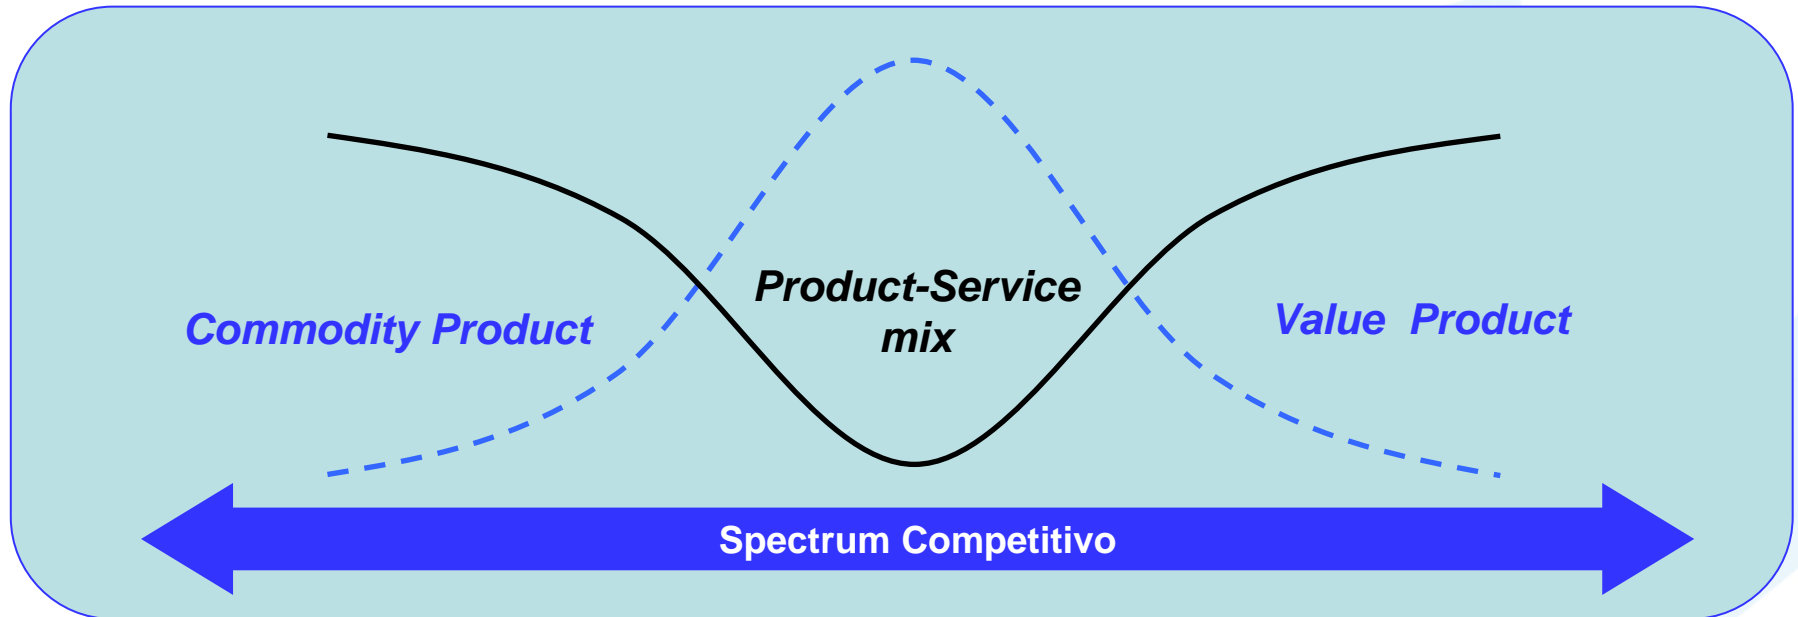 Product-Service
mix
Commodity Product
Value Product
Spectrum Competitivo